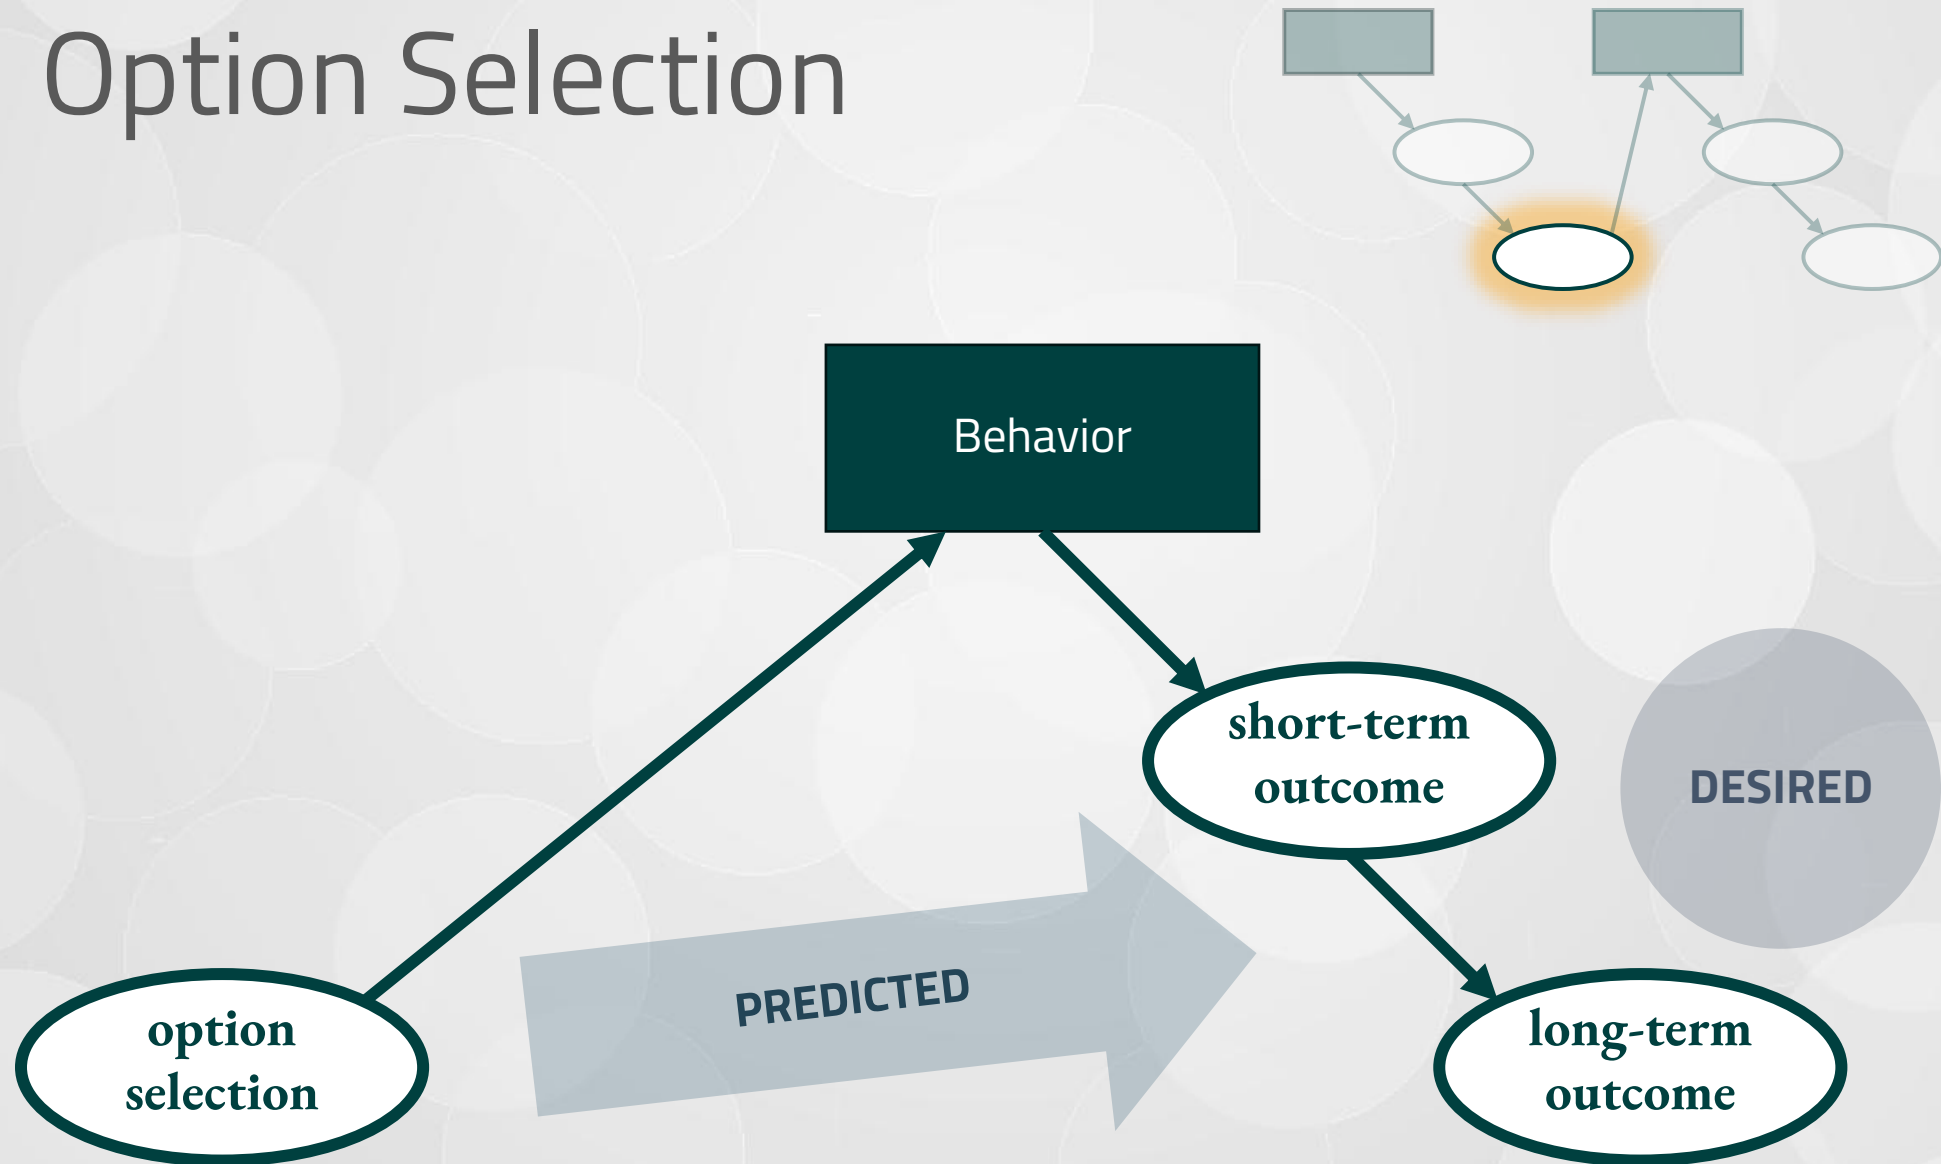 Option Selection
Behavior
short-term
outcome
DESIRED
PREDICTED
option
selection
long-term
outcome